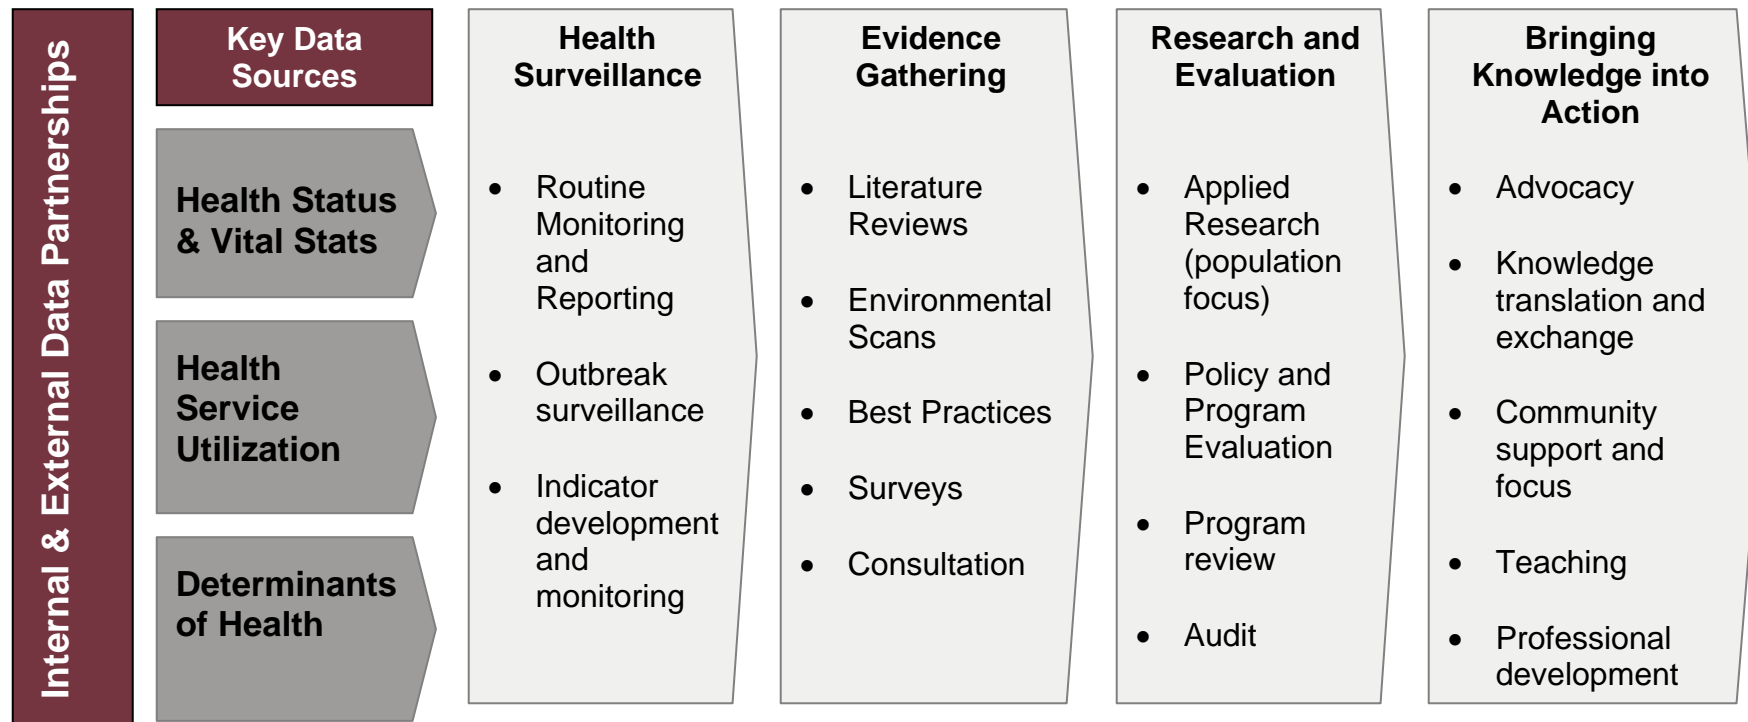 Internal & External Data Partnerships
Key Data
Sources
Health Status
& Vital Stats
Health
Service
Utilization
Determinants
of Health
Health
Surveillance
• Routine
Monitoring
and
Reporting
• Outbreak
surveillance
• Indicator
development
and
monitoring
Evidence
Gathering
• Literature
Reviews
• Environmental
Scans
• Best Practices
• Surveys
• Consultation
Research and
Evaluation
• Applied
Research
(population
focus)
• Policy and
Program
Evaluation
• Program
review
• Audit
Bringing
Knowledge into
Action
• Advocacy
• Knowledge
translation and
exchange
• Community
support and
focus
• Teaching
• Professional
development